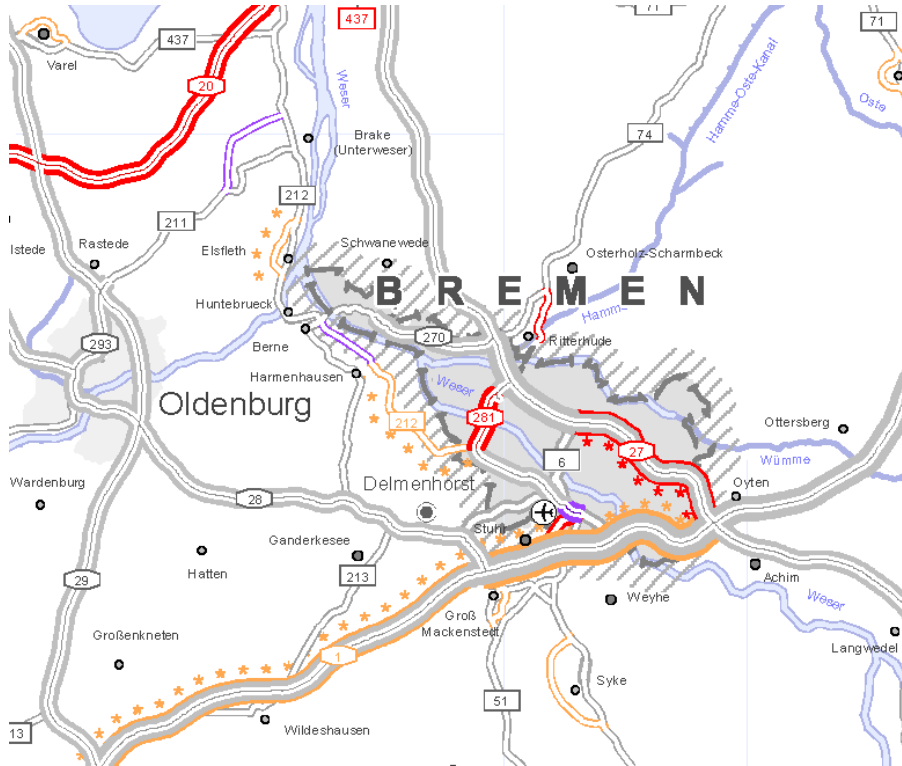 437
437
71
71
Varel
20
Weser
Hamme-Oste-Kanal
Oste
Brake
(Unterweser)
74
212
211
lstede
Rastede
Elsfleth
Schwanewede
Osterholz-Scharmbeck
BREMEN
Huntebrueck
Hamme
293
Berne
270
Ritterhude
Harmenhausen
Weser
Oldenburg
281
212
Ottersberg
27
6
Wümme
Wardenburg
28
Delmenhorst
Oyten
Stuhr
Ganderkesee
Hatten
29
213
Achim
Weser
Weyhe
Groß
Mackenstedt
Großenkneten
1
Langwedel
Syke
51
13
Wildeshausen